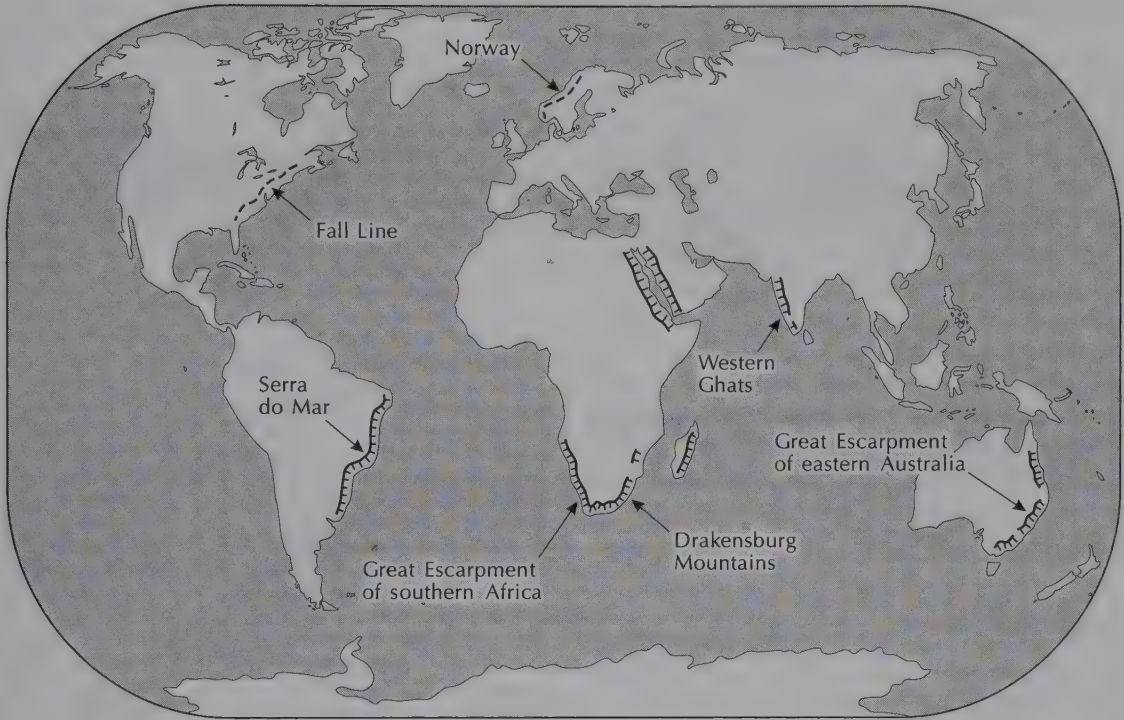 Norway
Fall Line
Western
Ghats
Serra
do Mar
Great Escarpment
of eastern Australia
Drakensburg
Mountains
Great Escarpment
of southern Africa